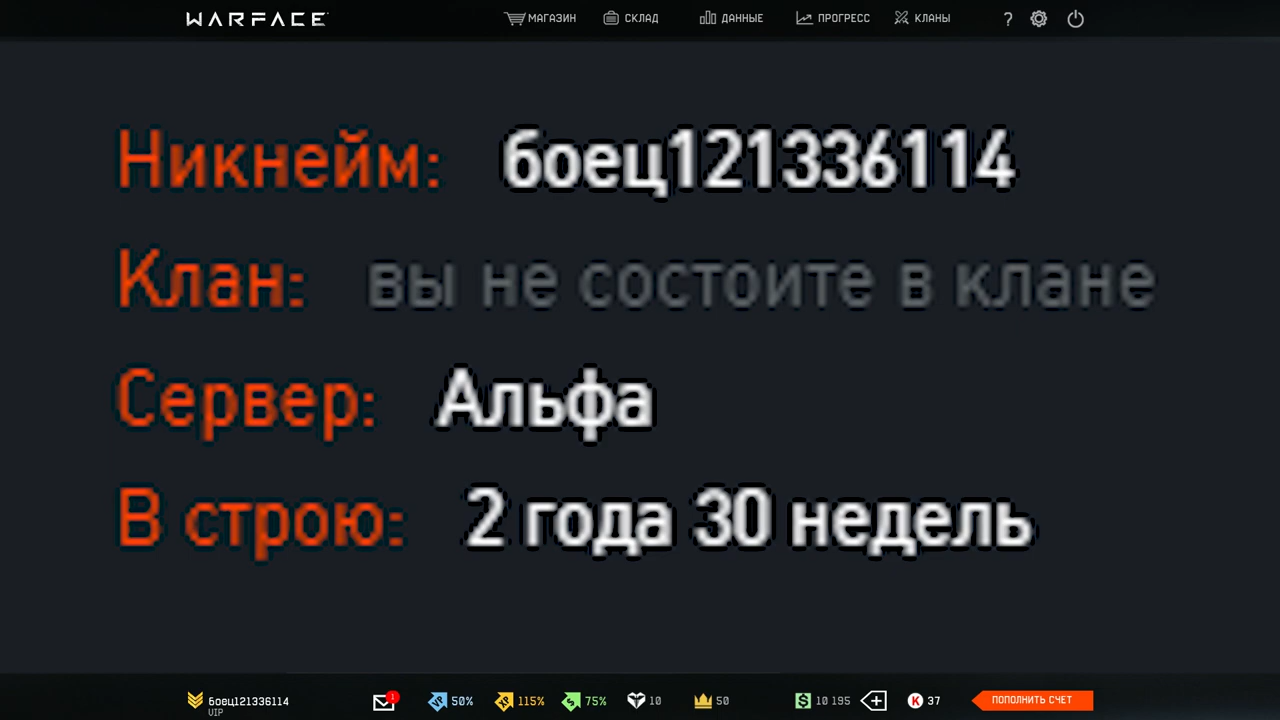 WARFACE МАГАЗИН СКЛАД ДАННЫЕ ПРОГРЕСС КЛАНЫ ?
Никнейм: боец121336114
Клан: вы не состоите в клане
Сервер: Альфа
В строю: 2 года 30 недель
боец121336114 1 50% 115% 75% 10 50 10 195 K 37 ПОПОЛНИТЬ СЧЕТ
VIP